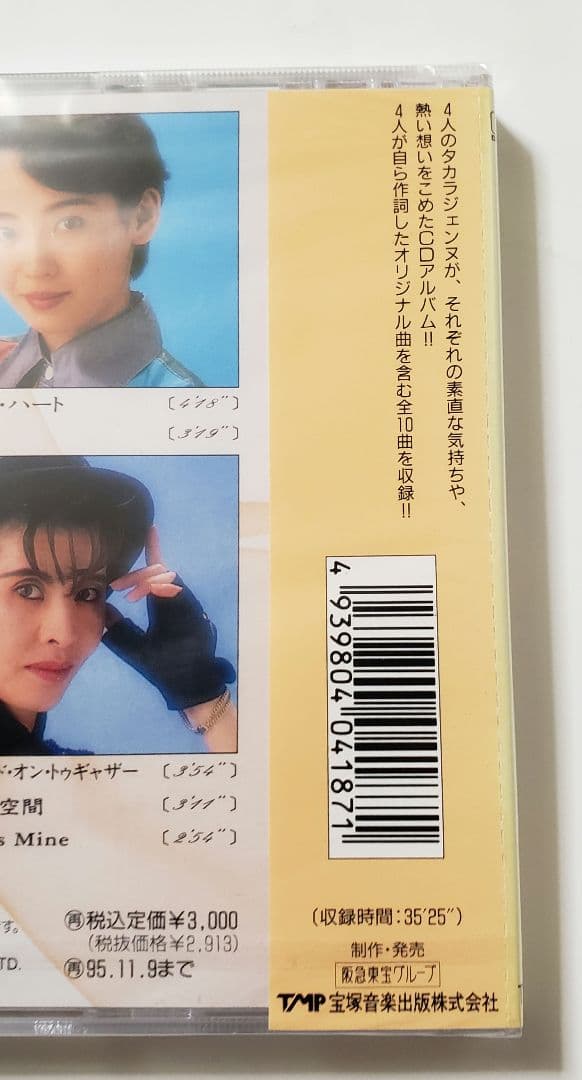 4人のタカラジェンヌが、それぞれの素直な気持ちや、
熱い想いをこめたCDアルバム!!
4人が自ら作詞したオリジナル曲を含む全10曲を収録!!
・ハート 〔4'18"〕
〔3'19"〕
ド・オン・トゥギャザー 〔3'54"〕
空間 〔3'11"〕
s Mine 〔2'54"〕
す。
再税込定価¥3,000
(税抜価格¥2,913)
TD. 再95.11.9まで
4939804041871
(収録時間:35'25")
制作・発売
阪急東宝グループ
TMP 宝塚音楽出版株式会社